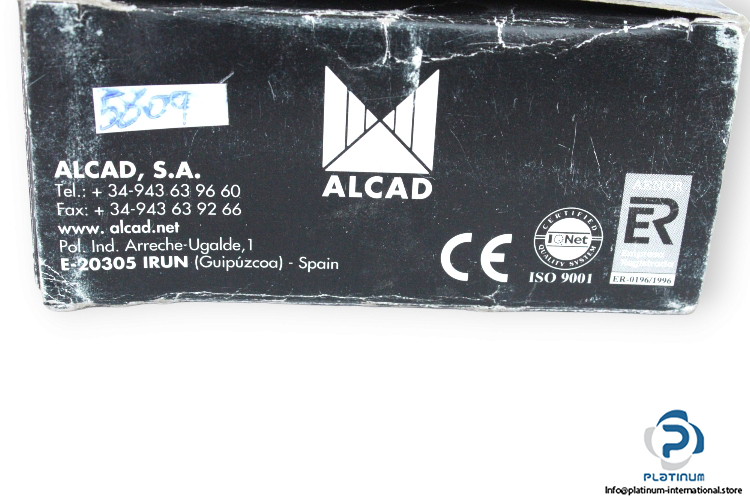 5809
ALCAD, S.A.
Tel.: + 34-943 63 96 60
Fax: + 34-943 63 92 66
www. alcad.net
Pol. Ind. Arreche-Ugalde,1
E-20305 IRUN (Guipúzcoa) - Spain
ALCAD
CE
CERTIFIED
IQNet
QUALITY SYSTEM
ISO 9001
AENOR
ER
Empresa
Registrada
ER-0196/1996
PLATINUM
Info@platinum-international.store